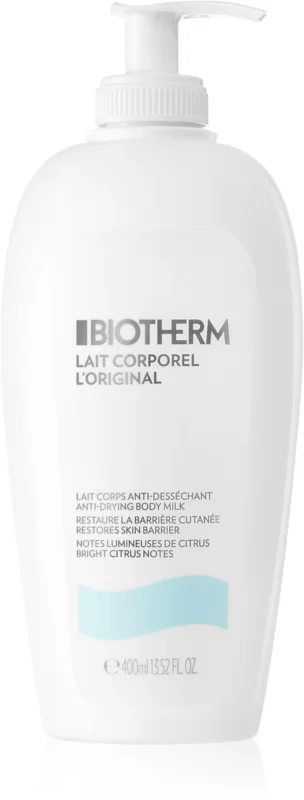 BIOTHERM
LAIT CORPOREL
L'ORIGINAL
LAIT CORPS ANTI-DESSÉCHANT
ANTI-DRYING BODY MILK
RESTAURE LA BARRIÈRE CUTANÉE
RESTORES SKIN BARRIER
NOTES LUMINEUSES DE CITRUS
BRIGHT CITRUS NOTES
℮400ml 13.52 FL. OZ.